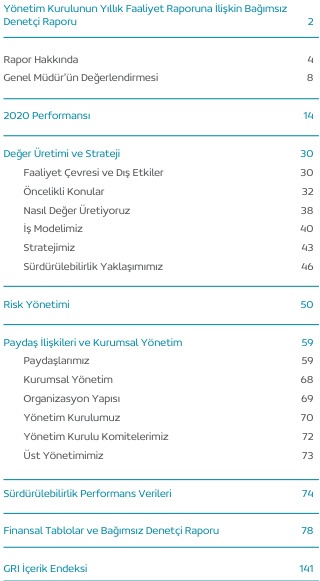 Yönetim Kurulunun Yıllık Faaliyet Raporuna İlişkin Bağımsız
Denetçi Raporu 2
Rapor Hakkında 4
Genel Müdür'ün Değerlendirmesi 8
2020 Performansı 14
Değer Üretimi ve Strateji 30
Faaliyet Çevresi ve Dış Etkiler 30
Öncelikli Konular 32
Nasıl Değer Üretiyoruz 38
İş Modelimiz 40
Stratejimiz 43
Sürdürülebilirlik Yaklaşımımız 46
Risk Yönetimi 50
Paydaş İlişkileri ve Kurumsal Yönetim 59
Paydaşlarımız 59
Kurumsal Yönetim 68
Organizasyon Yapısı 69
Yönetim Kurulumuz 70
Yönetim Kurulu Komitelerimiz 72
Üst Yönetimimiz 73
Sürdürülebilirlik Performans Verileri 74
Finansal Tablolar ve Bağımsız Denetçi Raporu 78
GRI İçerik Endeksi 141